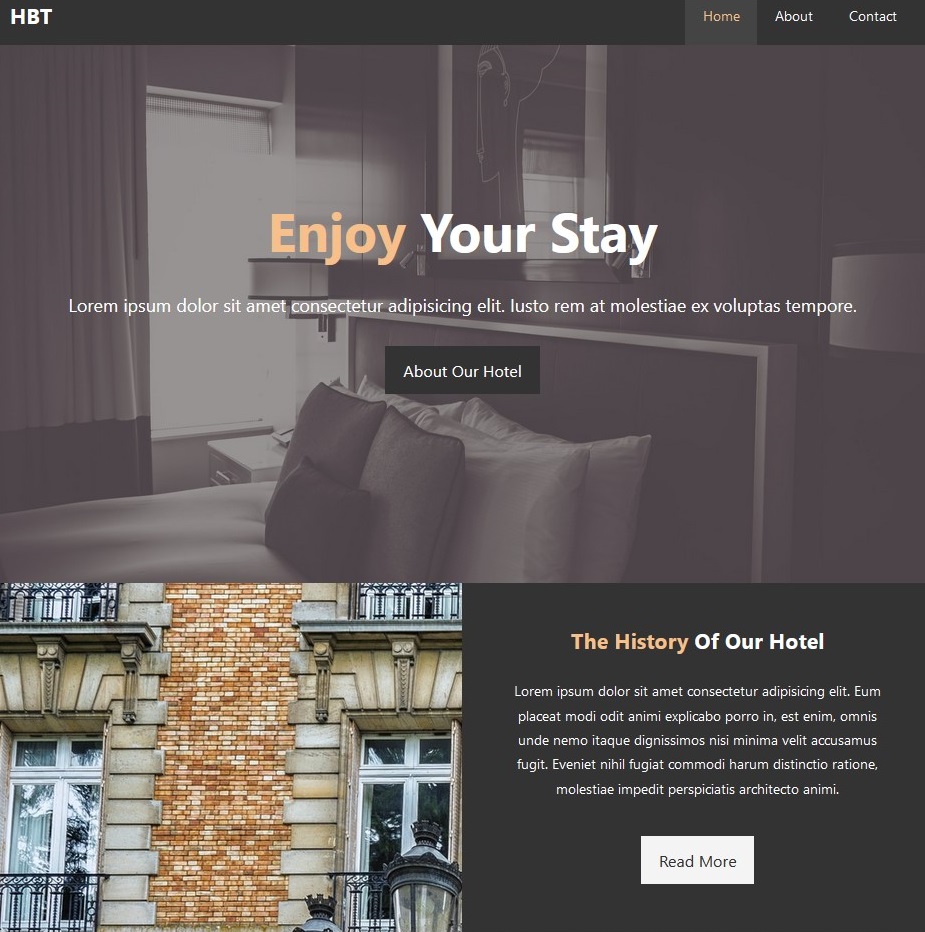 HBT
Home About Contact
Enjoy Your Stay
Lorem ipsum dolor sit amet consectetur adipisicing elit. Iusto rem at molestiae ex voluptas tempore.
About Our Hotel
The History Of Our Hotel
Lorem ipsum dolor sit amet consectetur adipisicing elit. Eum
placeat modi odit animi explicabo porro in, est enim, omnis
unde nemo itaque dignissimos nisi minima velit accusamus
fugit. Eveniet nihil fugiat commodi harum distinctio ratione,
molestiae impedit perspiciatis architecto animi.
Read More